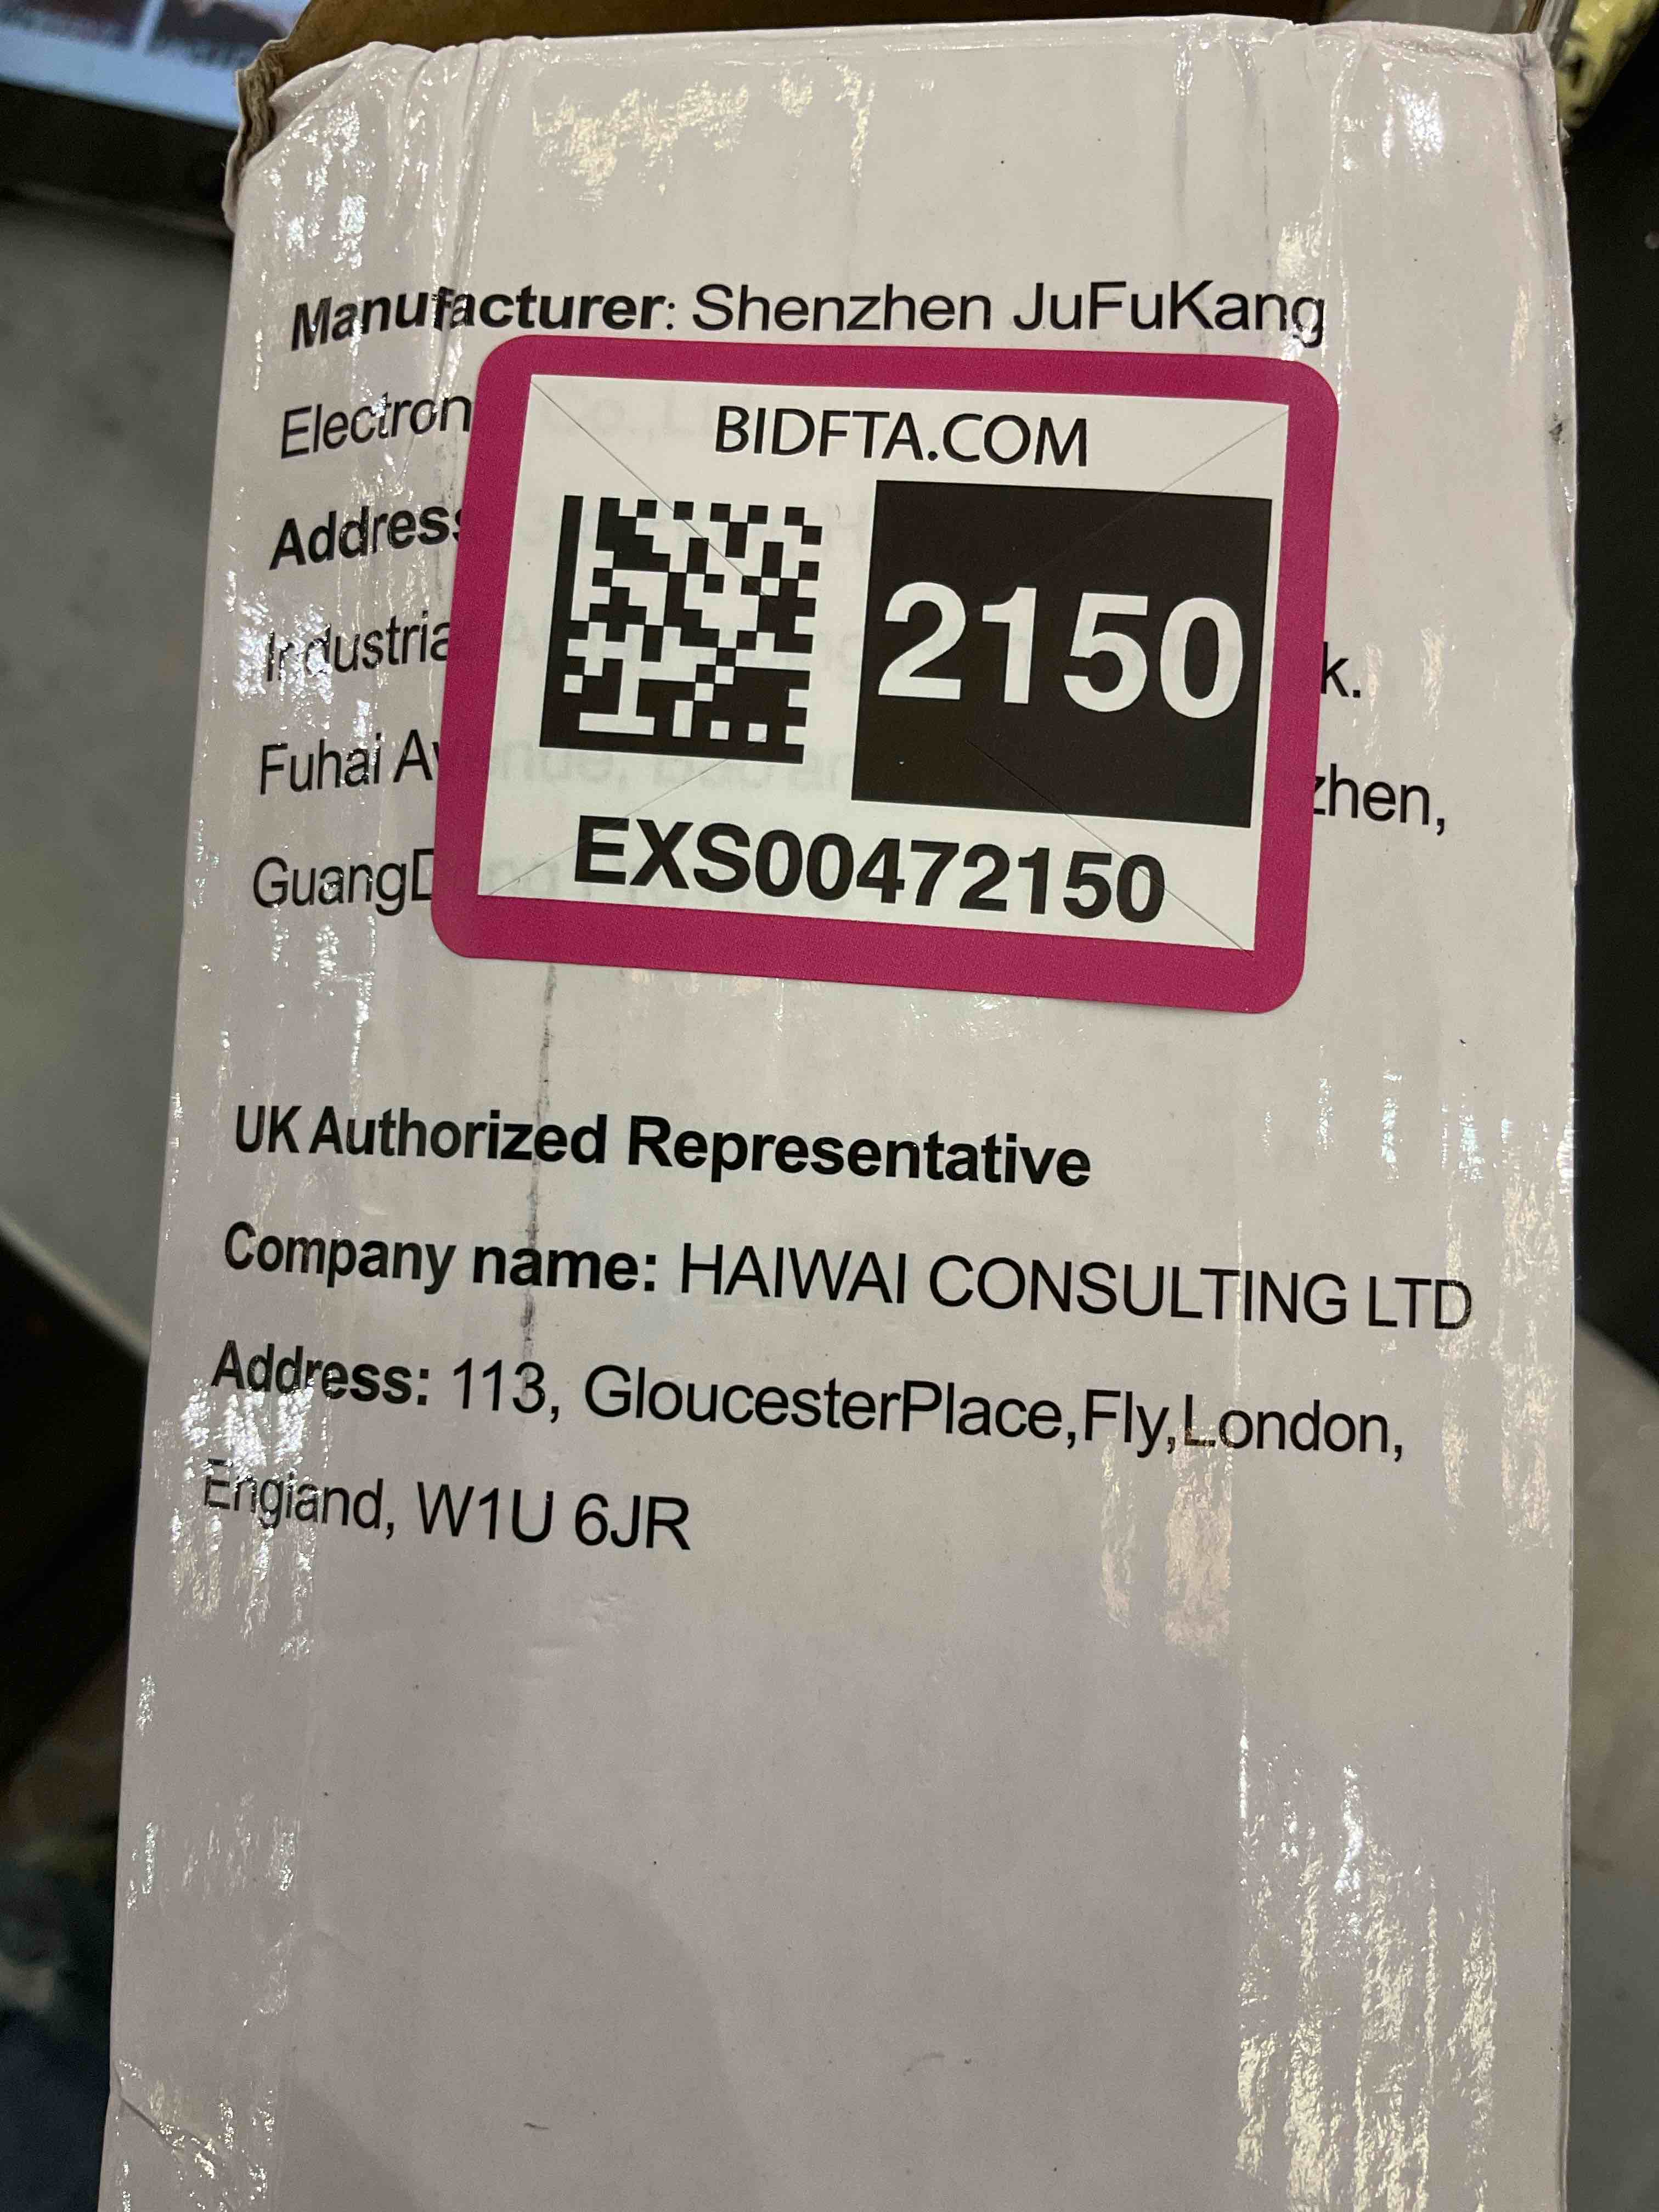 Manufacturer: Shenzhen JuFuKang
Electron
Address
Industria
k.
Fuhai Av
zhen,
GuangD
BIDFTA.COM
2150
EXS00472150
UK Authorized Representative
Company name: HAIWAI CONSULTING LTD
Address: 113, GloucesterPlace,Fly,London,
England, W1U 6JR